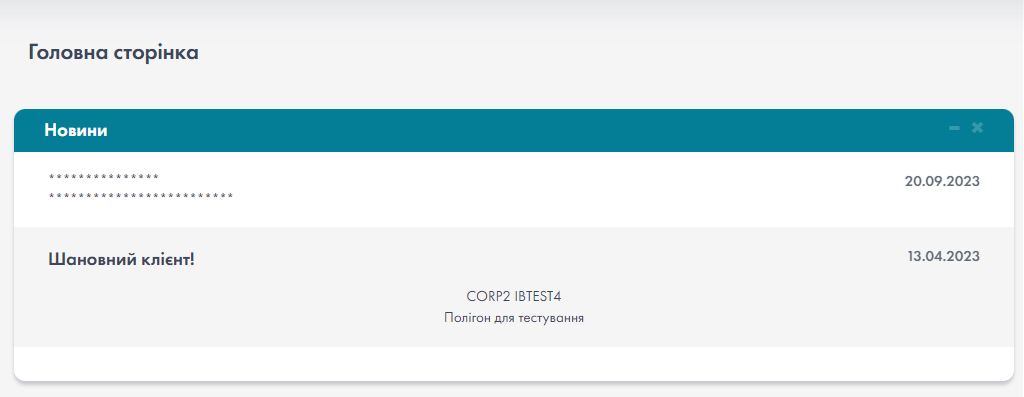 Головна сторінка
Новини
***************
20.09.2023
*************************
Шановний клієнт!
13.04.2023
CORP2 IBTEST4
Полігон для тестування